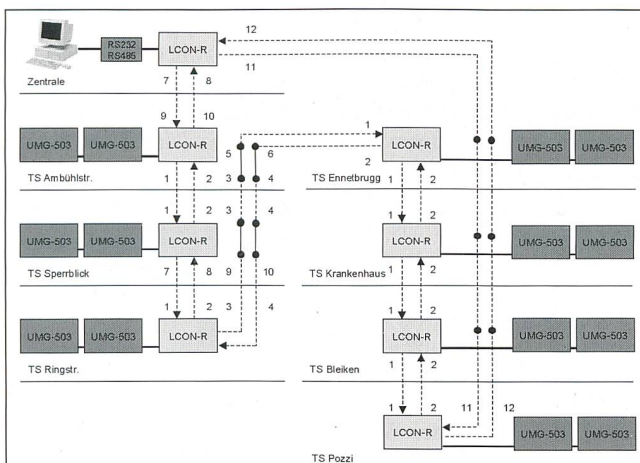 12
RS232
RS485
LCON-R
11
7 8
Zentrale
9 10
UMG-503 UMG-503 LCON-R
5 6
1
LCON-R
UMG-503 UMG-503
2
TS Ambühlstr.
1 2
3 4
TS Ennetbrugg
1 2
1 2
3 4
UMG-503 UMG-503 LCON-R
1 2
LCON-R
UMG-503 UMG-503
TS Sperrblick
7 8
9 10
TS Krankenhaus
1 2
1 2
3 4
UMG-503 UMG-503 LCON-R
1 2
LCON-R
UMG-503 UMG-503
TS Ringstr.
TS Bleiken
1 2
1 2
11 12
LCON-R
UMG-503 UMG-503
TS Pozzi